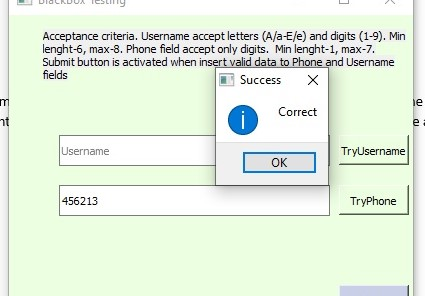 BlackBox Testing
Acceptance criteria. Username accept letters (A/a-E/e) and digits (1-9). Min
lenght-6, max-8. Phone field accept only digits.  Min lenght-1, max-7.
Submit button is activated when insert valid data to Phone and Username
fields
Success
Correct
OK
Username
TryUsername
456213
TryPhone